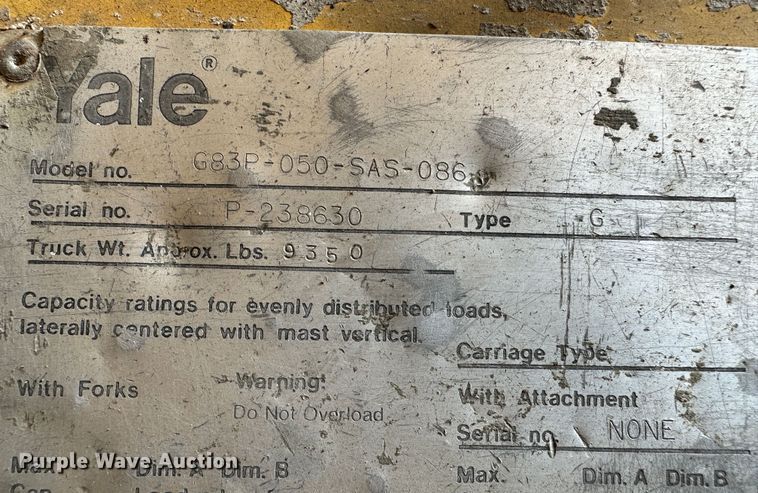 Yale®
Model no. G83P-050-SAS-086
Serial no. P-238630 Type G
Truck Wt. Approx. Lbs. 9350
Capacity ratings for evenly distributed loads,
laterally centered with mast vertical.
Carriage Type
With Forks Warning: With Attachment
Do Not Overload
Serial no. NONE
Max. Dim. A Dim. B Max. Dim. A Dim. B
Purple Wave Auction